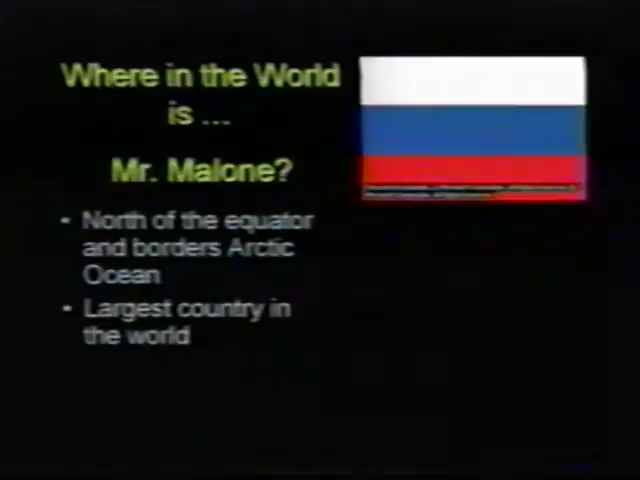 Where in the World
is ...
Mr. Malone?
• North of the equator
and borders Arctic
Ocean
• Largest country in
the world